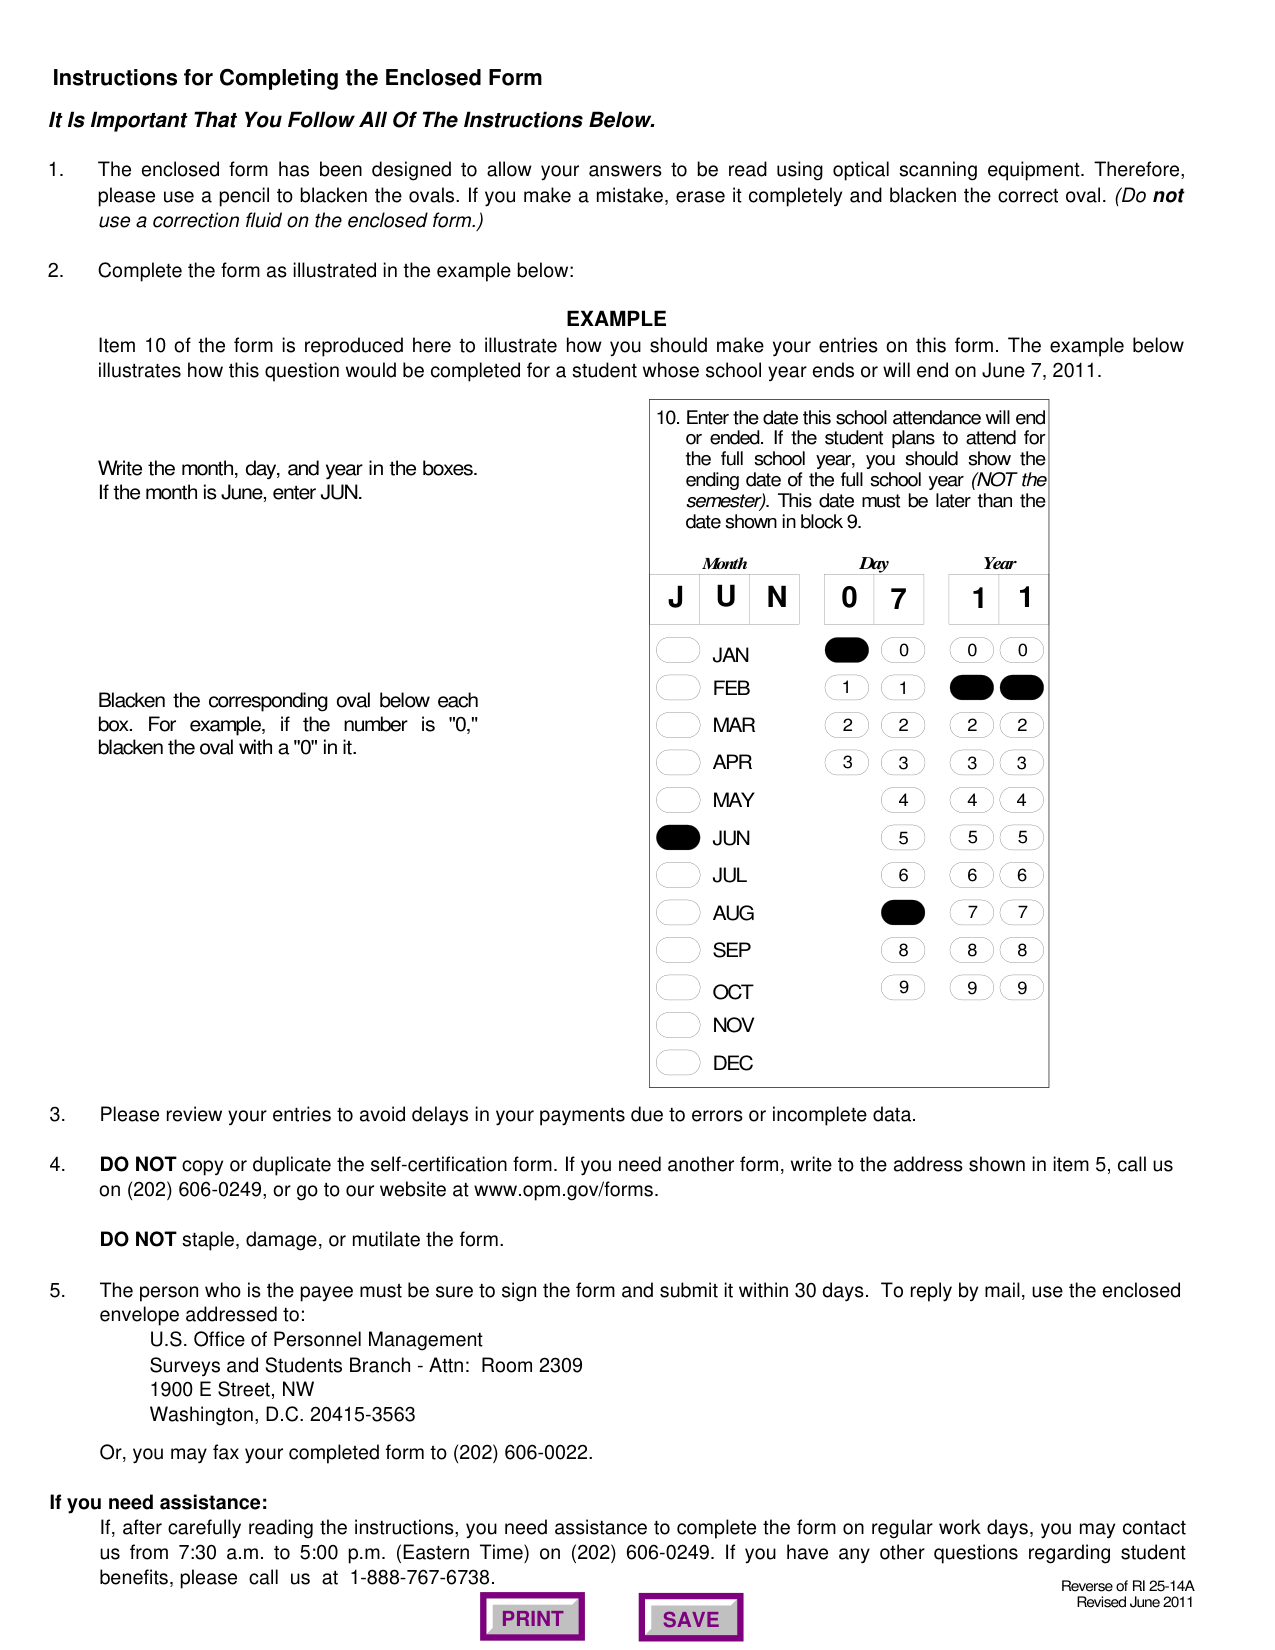 Instructions for Completing the Enclosed Form
It Is Important That You Follow All Of The Instructions Below.
1. The enclosed form has been designed to allow your answers to be read using optical scanning equipment. Therefore,
please use a pencil to blacken the ovals. If you make a mistake, erase it completely and blacken the correct oval. (Do not
use a correction fluid on the enclosed form.)
2. Complete the form as illustrated in the example below:
EXAMPLE
Item 10 of the form is reproduced here to illustrate how you should make your entries on this form. The example below
illustrates how this question would be completed for a student whose school year ends or will end on June 7, 2011.
Write the month, day, and year in the boxes.
If the month is June, enter JUN.
Blacken the corresponding oval below each
box. For example, if the number is "0,"
blacken the oval with a "0" in it.
10. Enter the date this school attendance will end
or ended. If the student plans to attend for
the full school year, you should show the
ending date of the full school year (NOT the
semester). This date must be later than the
date shown in block 9.
Month Day Year
J U N 0 7 1 1
JAN 0 0 0
FEB 1 1
MAR 2 2 2 2
APR 3 3 3 3
MAY 4 4 4
JUN 5 5 5
JUL 6 6 6
AUG 7 7
SEP 8 8 8
OCT 9 9 9
NOV
DEC
3. Please review your entries to avoid delays in your payments due to errors or incomplete data.
4. DO NOT copy or duplicate the self-certification form. If you need another form, write to the address shown in item 5, call us
on (202) 606-0249, or go to our website at www.opm.gov/forms.
DO NOT staple, damage, or mutilate the form.
5. The person who is the payee must be sure to sign the form and submit it within 30 days. To reply by mail, use the enclosed
envelope addressed to:
U.S. Office of Personnel Management
Surveys and Students Branch - Attn: Room 2309
1900 E Street, NW
Washington, D.C. 20415-3563
Or, you may fax your completed form to (202) 606-0022.
If you need assistance:
If, after carefully reading the instructions, you need assistance to complete the form on regular work days, you may contact
us from 7:30 a.m. to 5:00 p.m. (Eastern Time) on (202) 606-0249. If you have any other questions regarding student
benefits, please call us at 1-888-767-6738.
Reverse of RI 25-14A
Revised June 2011
PRINT SAVE